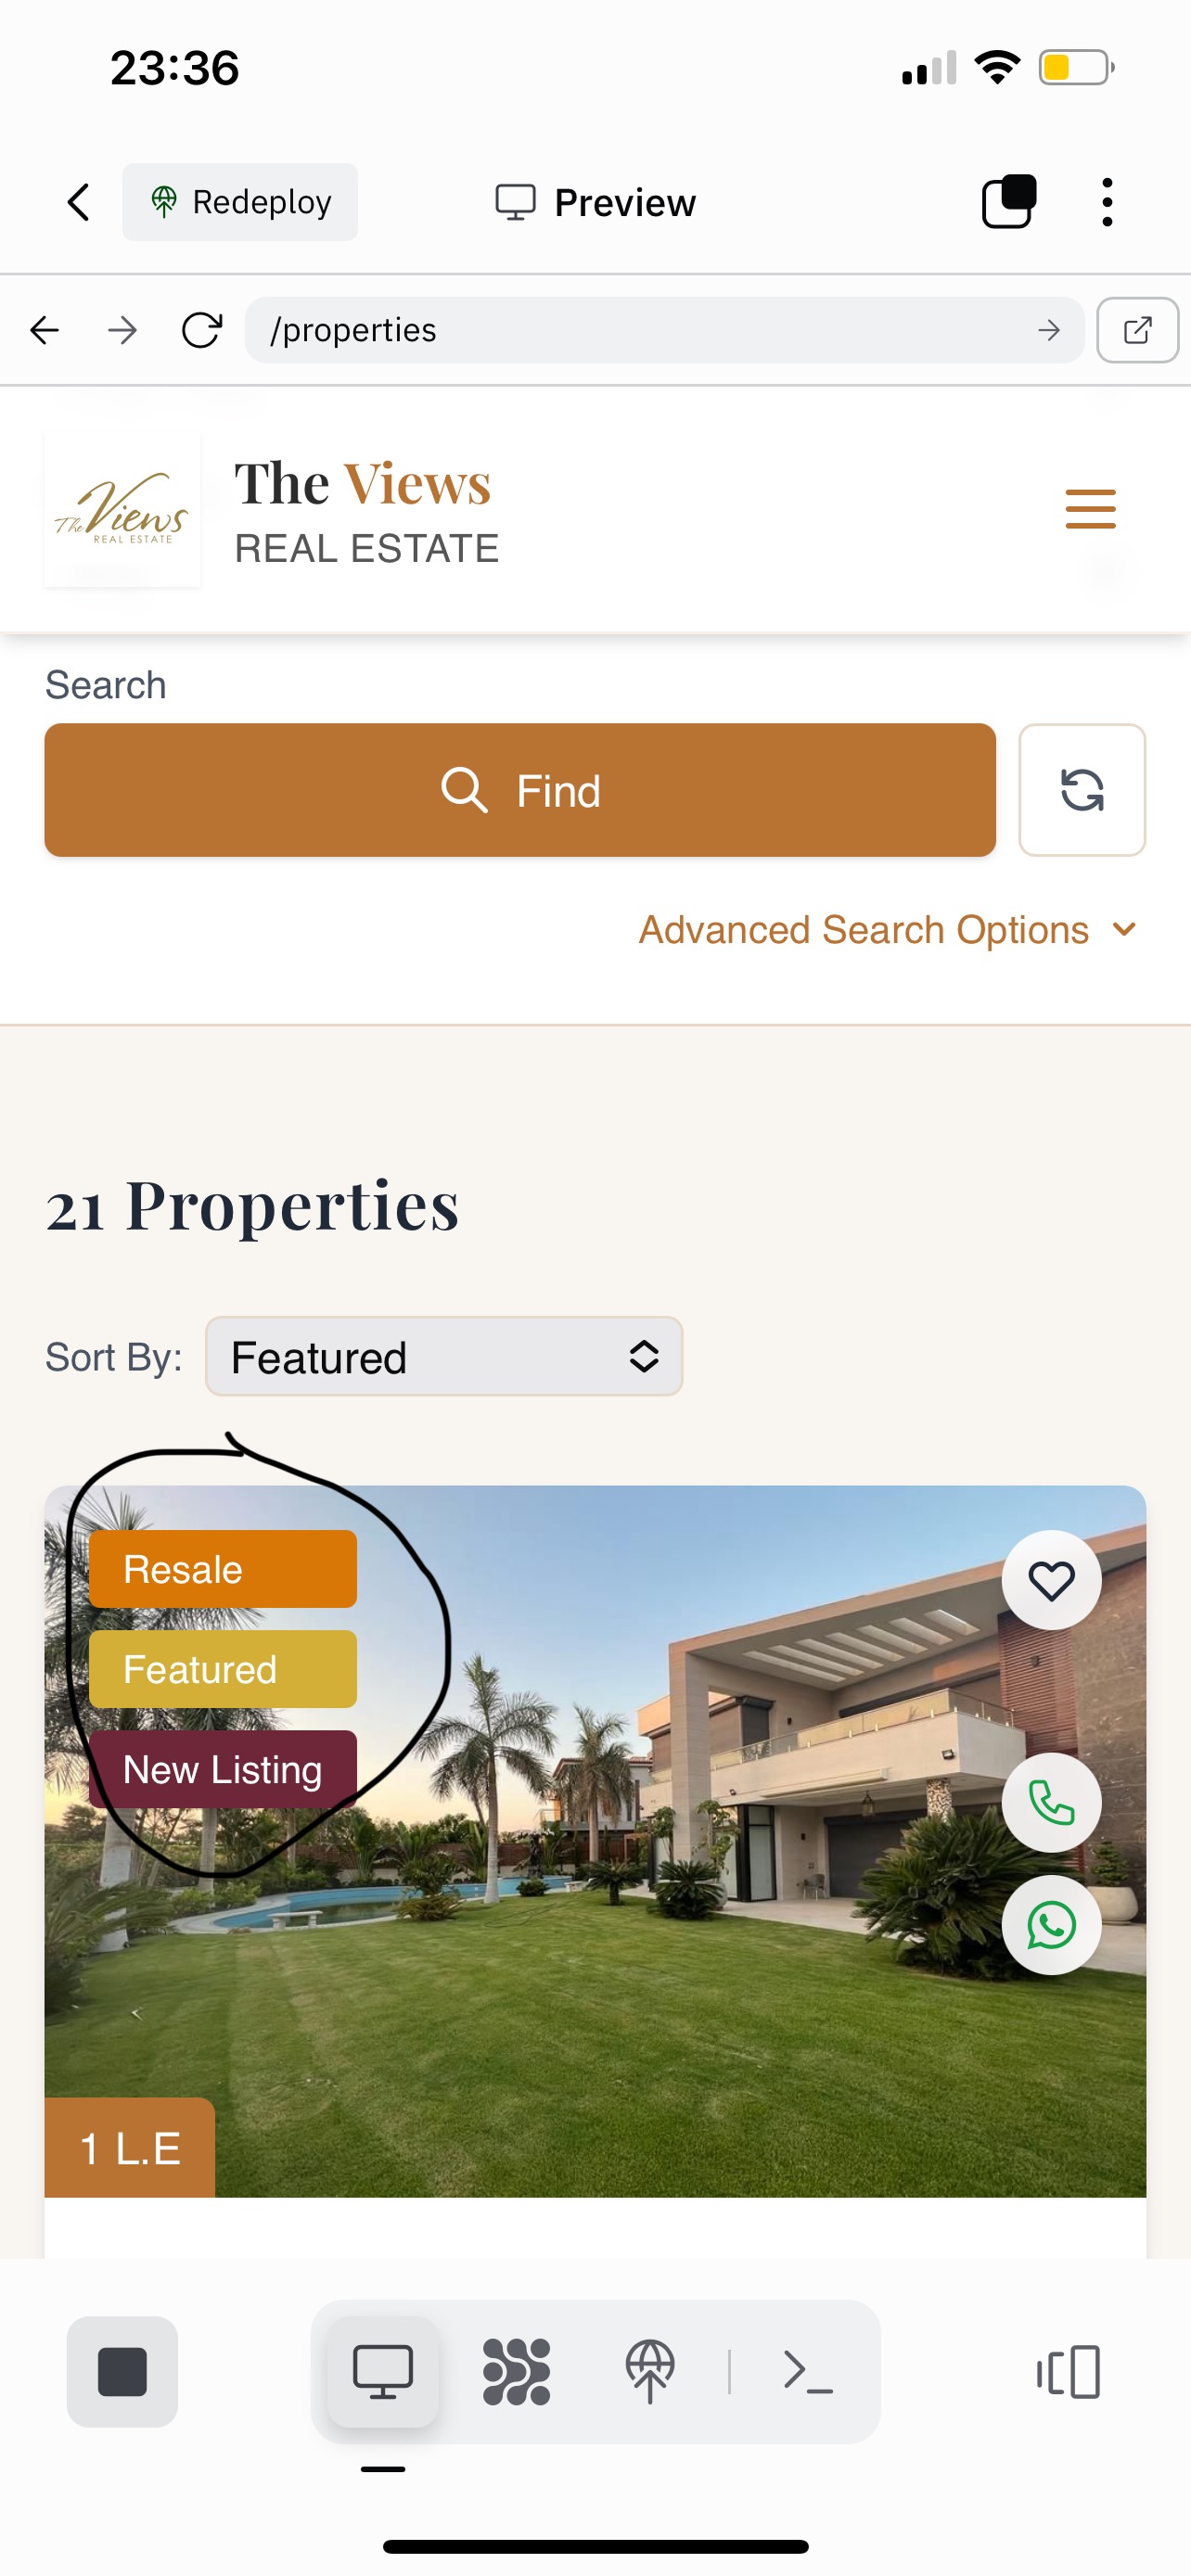 23:36
Redeploy
Preview
/properties
The Views
REAL ESTATE
The Views
REAL ESTATE
Search
Find
Advanced Search Options
21 Properties
Sort By: Featured
Resale
Featured
New Listing
1 L.E